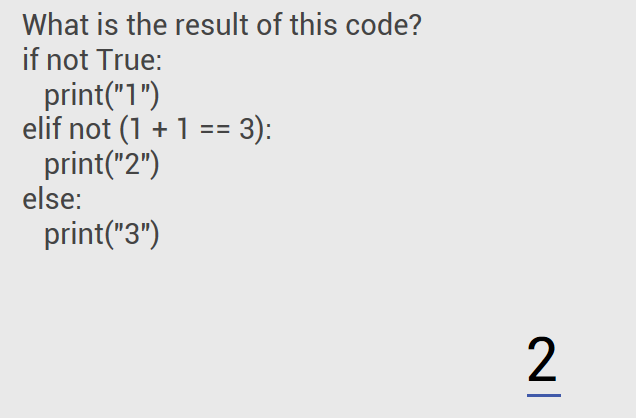 What is the result of this code?
if not True:
   print("1")
elif not (1 + 1 == 3):
   print("2")
else:
   print("3")
2